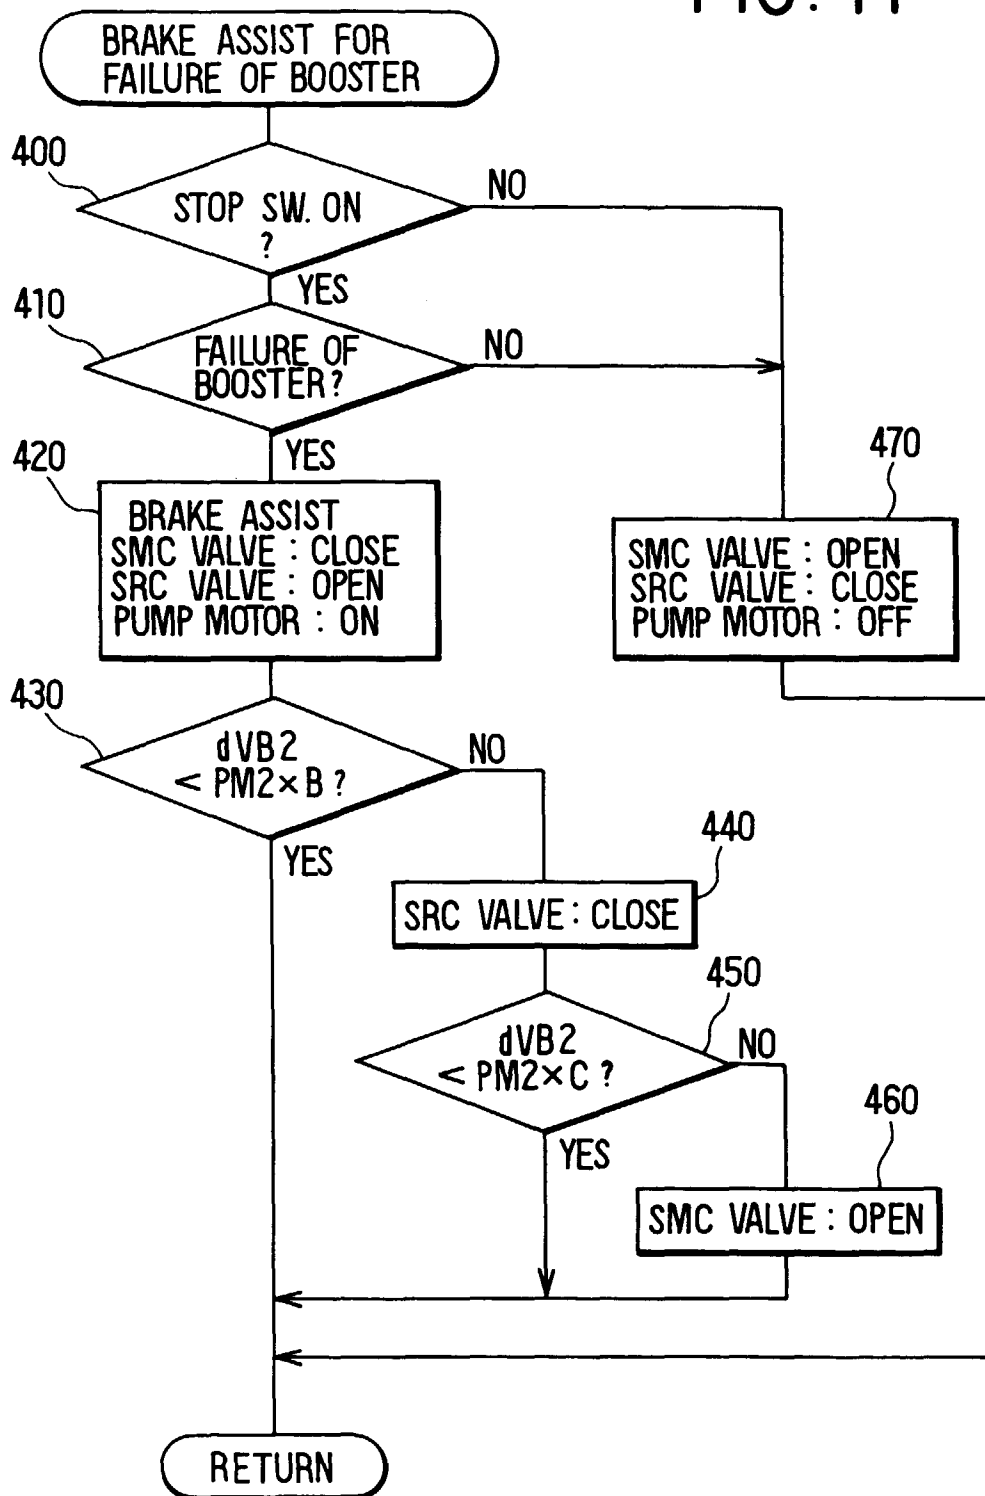 BRAKE ASSIST FOR
FAILURE OF BOOSTER
400
STOP SW. ON
?
NO
YES
410
FAILURE OF
BOOSTER?
NO
YES
420
BRAKE ASSIST
SMC VALVE : CLOSE
SRC VALVE : OPEN
PUMP MOTOR : ON
470
SMC VALVE : OPEN
SRC VALVE : CLOSE
PUMP MOTOR : OFF
430
dVB2
< PM2×B ?
NO
YES
440
SRC VALVE : CLOSE
450
dVB2
< PM2×C ?
NO
YES
460
SMC VALVE : OPEN
RETURN